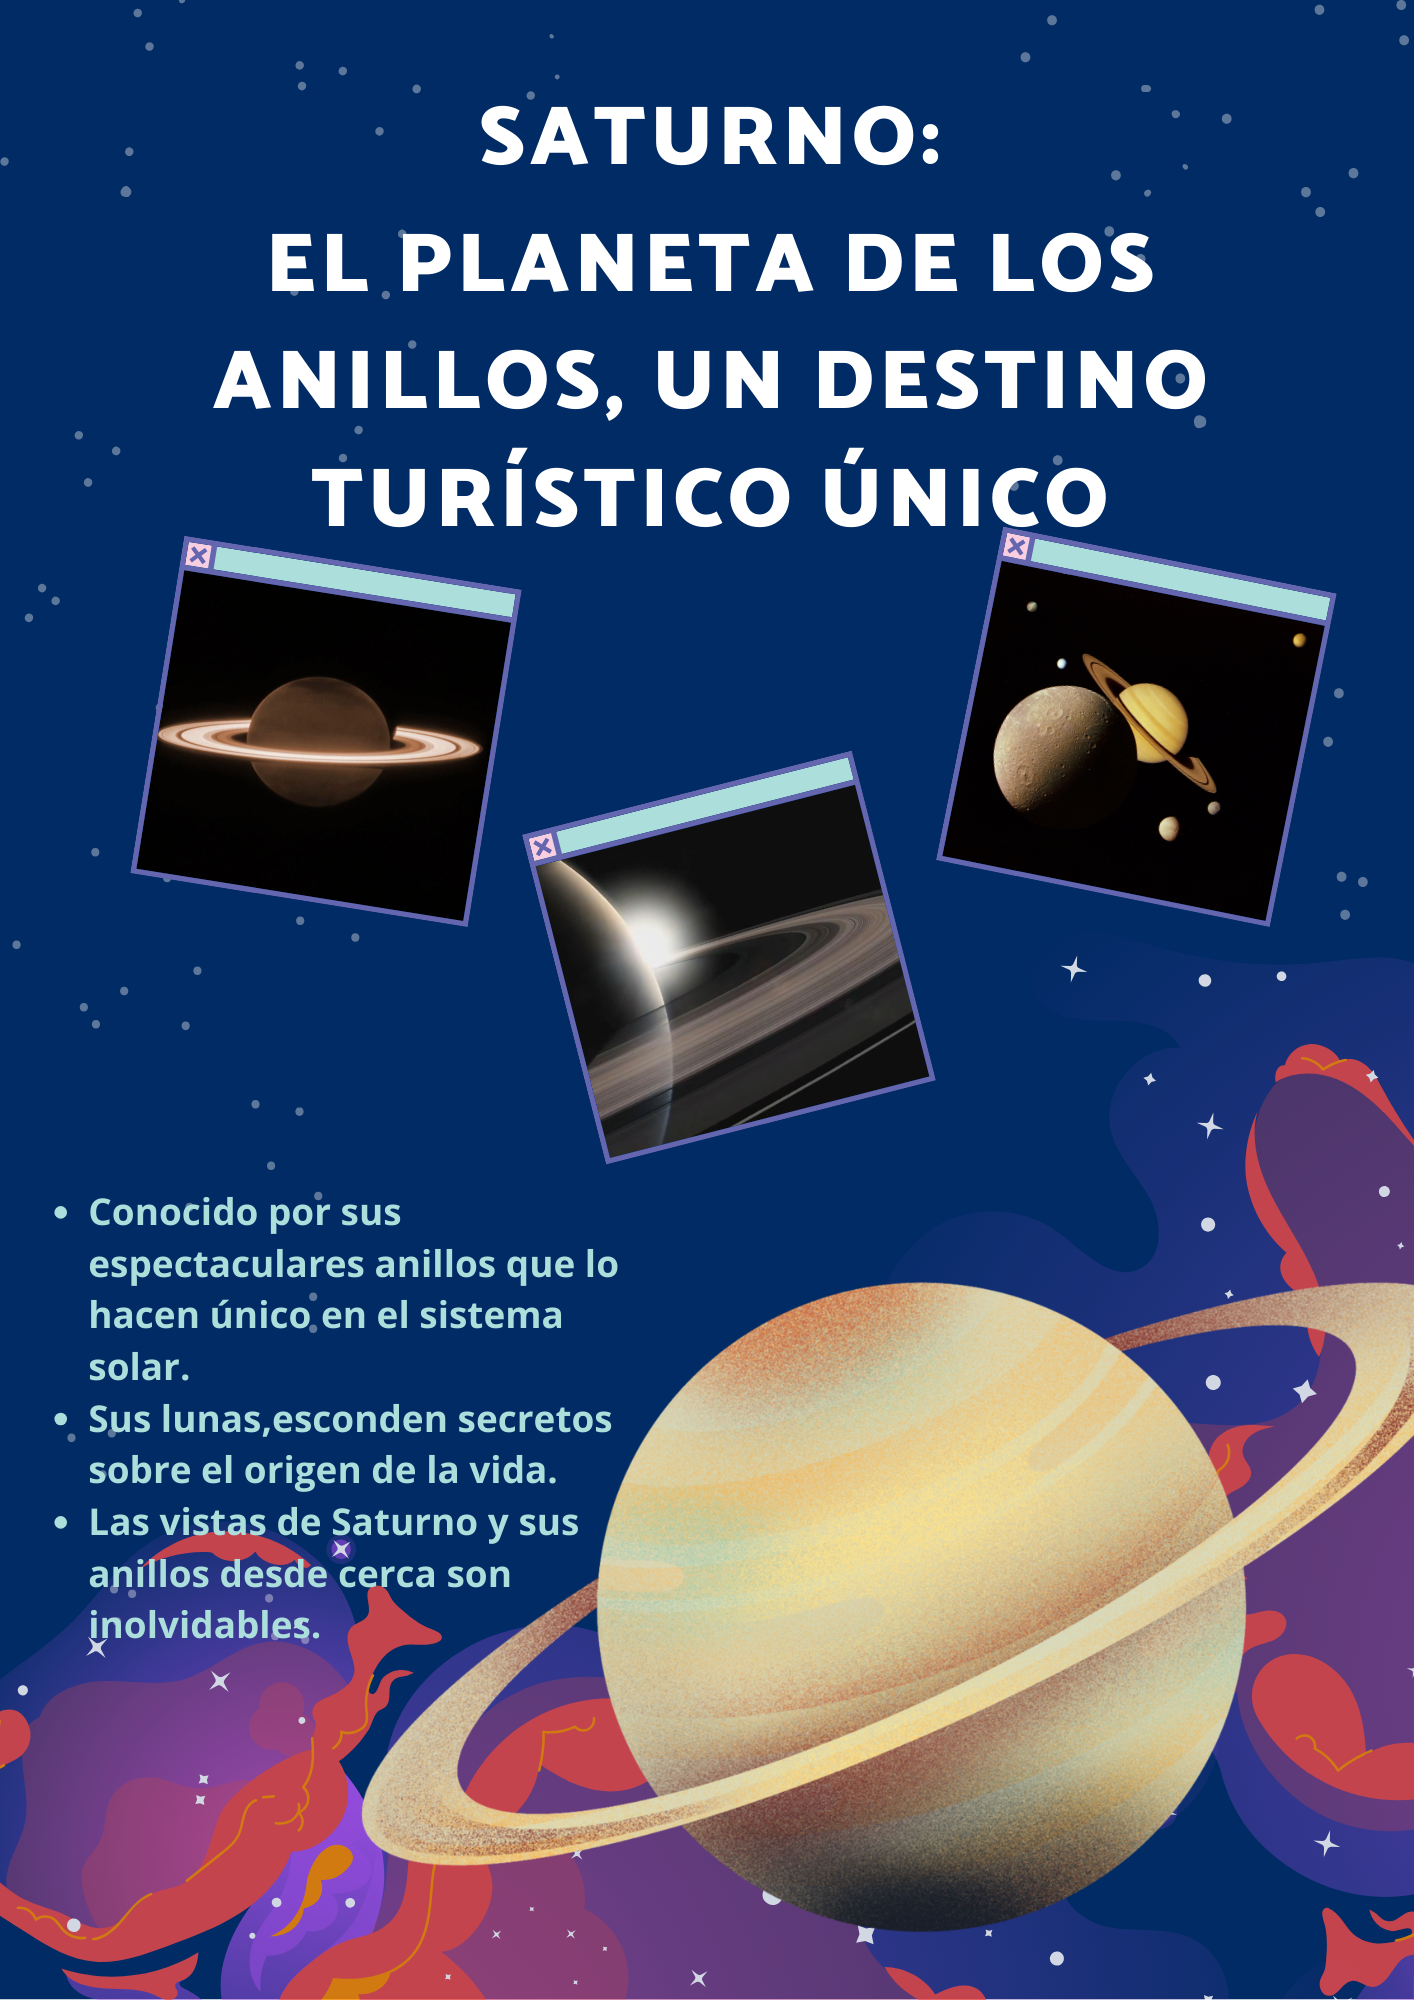 SATURNO:
EL PLANETA DE LOS
ANILLOS, UN DESTINO
TURÍSTICO ÚNICO
• Conocido por sus
espectaculares anillos que lo
hacen único en el sistema
solar.
• Sus lunas,esconden secretos
sobre el origen de la vida.
• Las vistas de Saturno y sus
anillos desde cerca son
inolvidables.